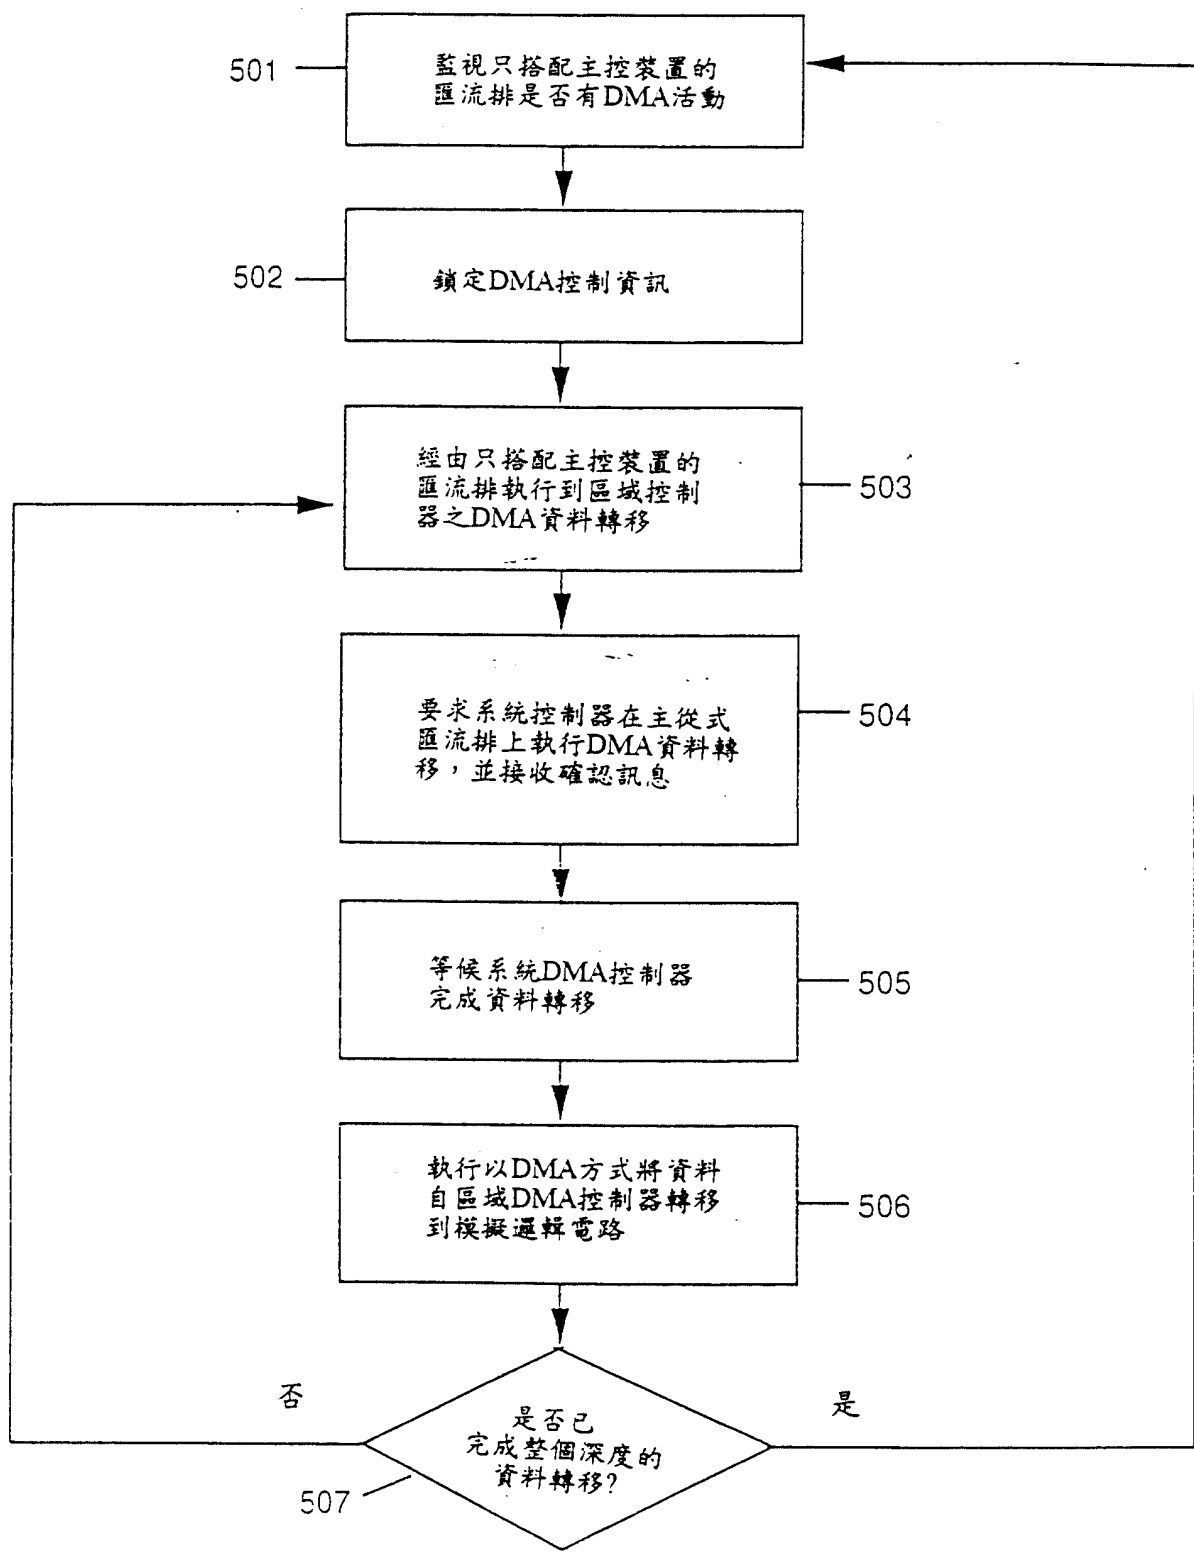 501
監視只搭配主控裝置的
匯流排是否有DMA活動
502
鎖定DMA控制資訊
經由只搭配主控裝置的
匯流排執行到區域控制
器之DMA資料轉移
503
要求系統控制器在主從式
匯流排上執行DMA資料轉
移，並接收確認訊息
504
等候系統DMA控制器
完成資料轉移
505
執行以DMA方式將資料
自區域DMA控制器轉移
到模擬邏輯電路
506
否
是
是否已
完成整個深度的
資料轉移?
507